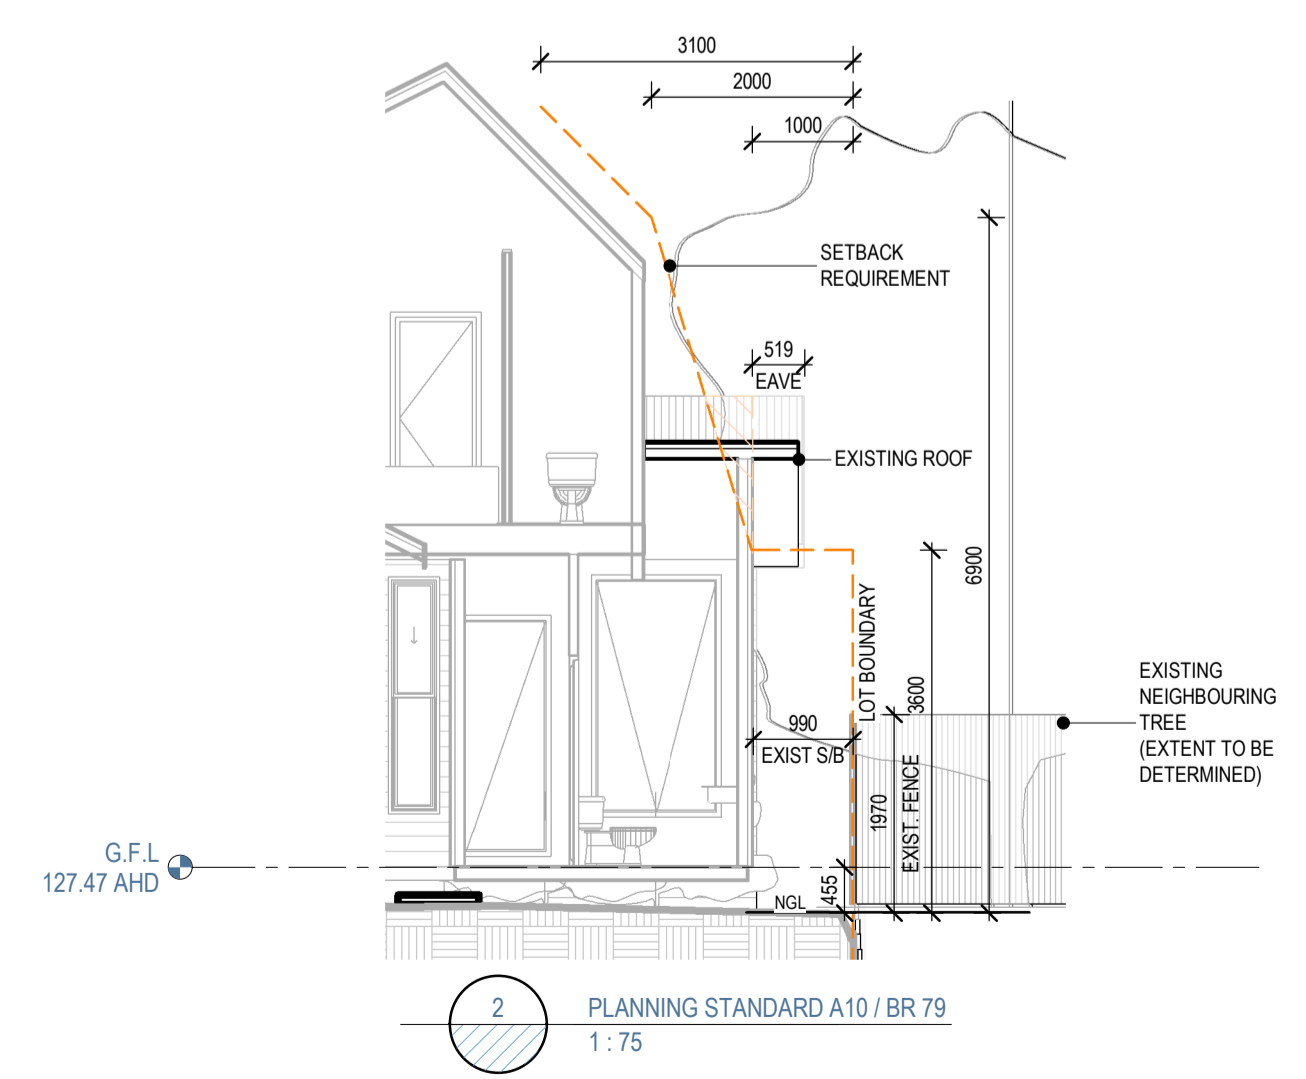 3100
2000
1000
SETBACK
REQUIREMENT
519
EAVE
EXISTING ROOF
6900
LOT BOUNDARY
3600
EXISTING
NEIGHBOURING
TREE
(EXTENT TO BE
DETERMINED)
990
EXIST S/B
1970
EXIST. FENCE
G.F.L
127.47 AHD
455
NGL
2
PLANNING STANDARD A10 / BR 79
1 : 75